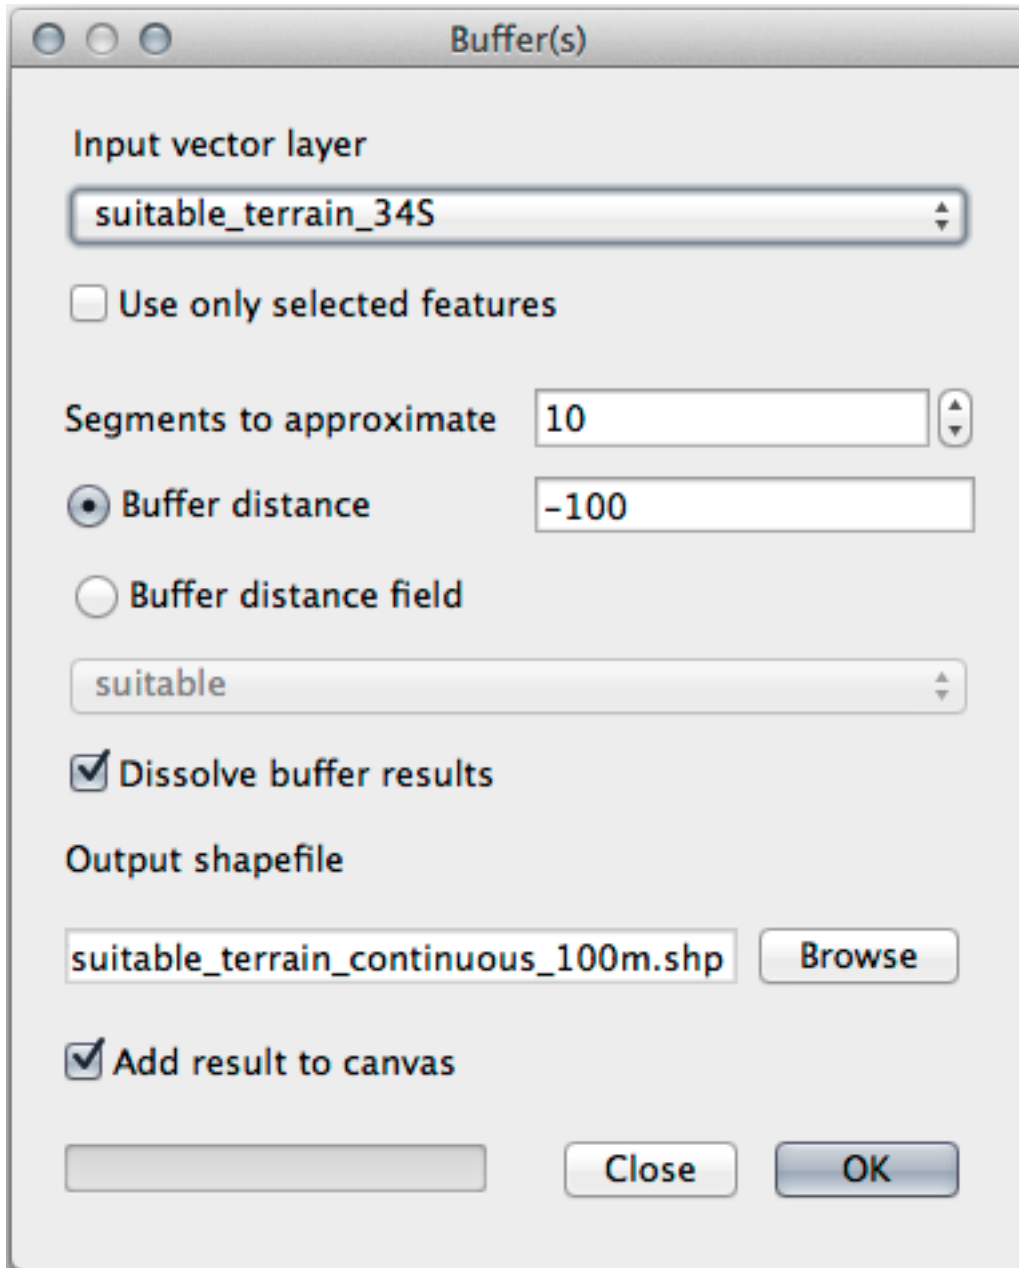 Buffer(s)
Input vector layer
suitable_terrain_34S
Use only selected features
Segments to approximate 10
Buffer distance -100
Buffer distance field
suitable
Dissolve buffer results
Output shapefile
suitable_terrain_continuous_100m.shp Browse
Add result to canvas
Close OK